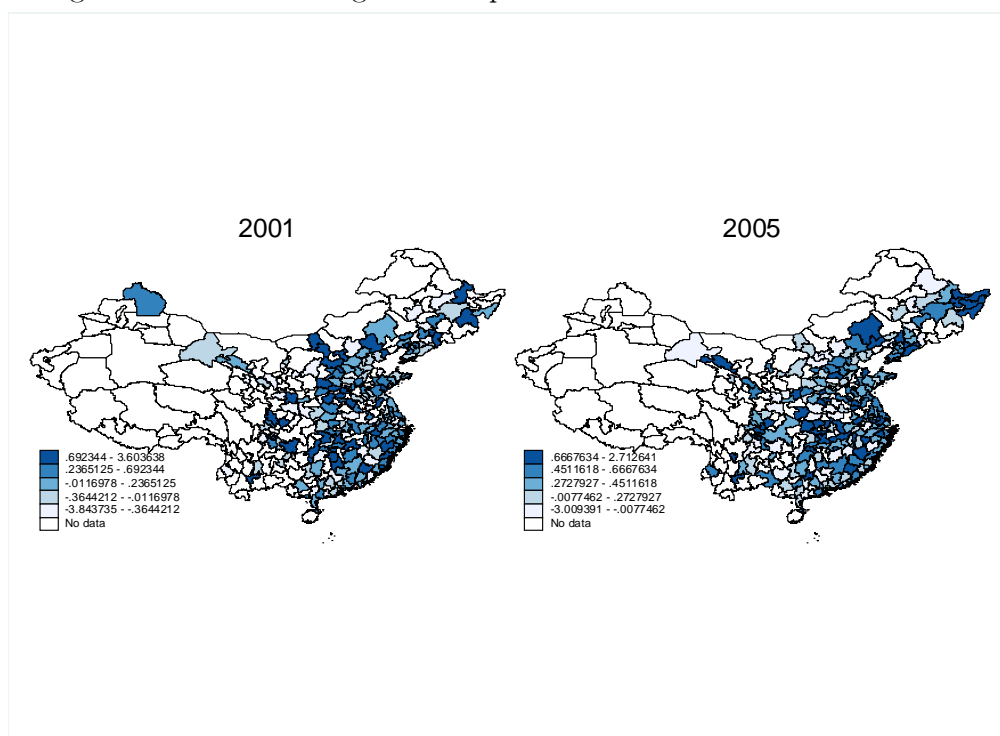 2001
.692344 - 3.603638
.2365125 - .692344
-.0116978 - .2365125
-.3644212 - -.0116978
-3.843735 - -.3644212
No data
2005
.6667634 - 2.712641
.4511618 - .6667634
.2727927 - .4511618
-.0077462 - .2727927
-3.009391 - -.0077462
No data